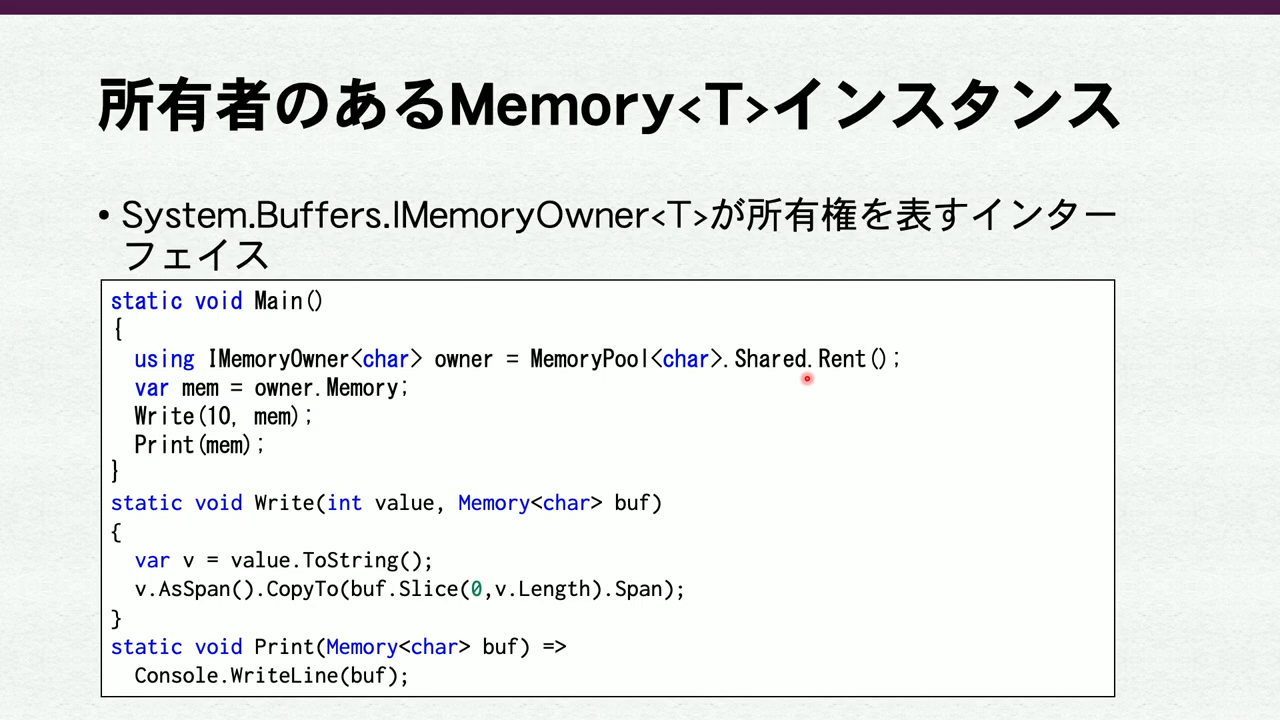 所有者のあるMemory<T>インスタンス
• System.Buffers.IMemoryOwner<T>が所有権を表すインター
フェイス
static void Main()
{
using IMemoryOwner<char> owner = MemoryPool<char>.Shared.Rent();
var mem = owner.Memory;
Write(10, mem);
Print(mem);
}
static void Write(int value, Memory<char> buf)
{
var v = value.ToString();
v.AsSpan().CopyTo(buf.Slice(0,v.Length).Span);
}
static void Print(Memory<char> buf) =>
Console.WriteLine(buf);